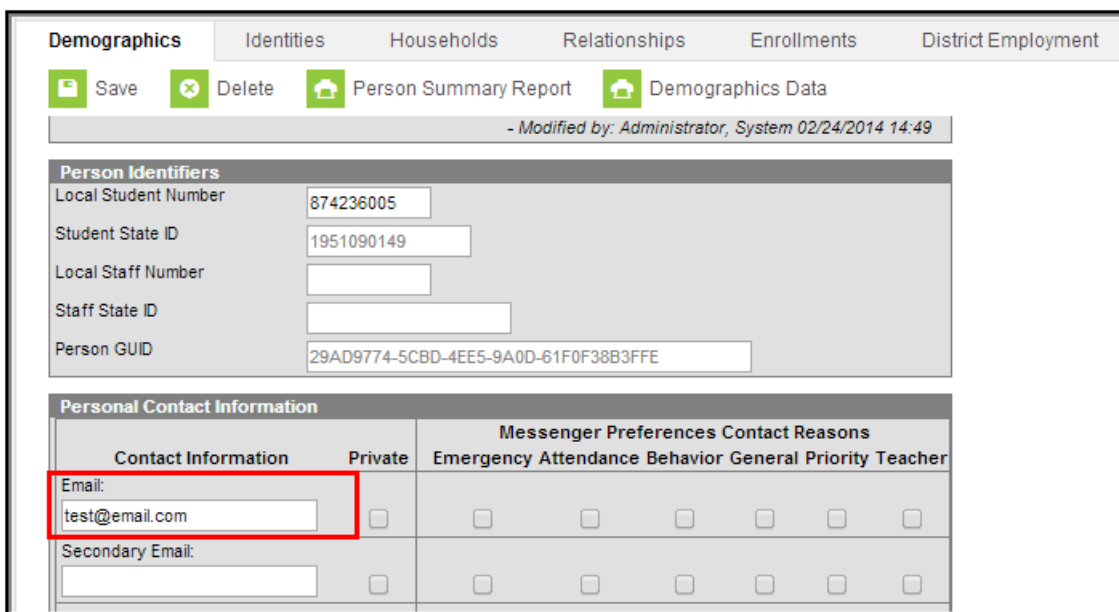 Demographics Identities Households Relationships Enrollments District Employment
Save Delete Person Summary Report Demographics Data
- Modified by: Administrator, System 02/24/2014 14:49
Person Identifiers
Local Student Number 874236005
Student State ID 1951090149
Local Staff Number
Staff State ID
Person GUID 29AD9774-5CBD-4EE5-9A0D-61F0F38B3FFE
Personal Contact Information
Messenger Preferences Contact Reasons
Contact Information Private Emergency Attendance Behavior General Priority Teacher
Email:
test@email.com
Secondary Email: